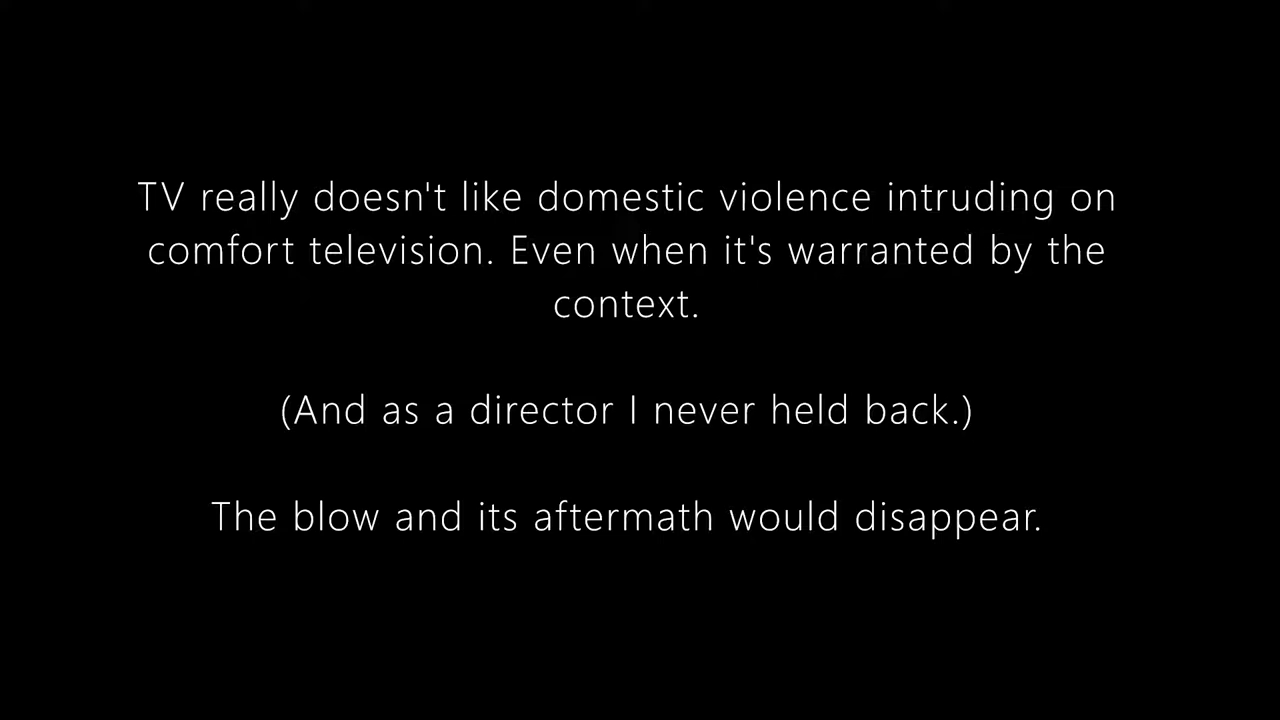 TV really doesn't like domestic violence intruding on
comfort television. Even when it's warranted by the
context.
(And as a director I never held back.)
The blow and its aftermath would disappear.